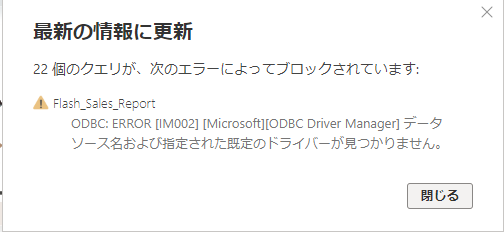 最新の情報に更新
22 個のクエリが、次のエラーによってブロックされています:
Flash_Sales_Report
ODBC: ERROR [IM002] [Microsoft][ODBC Driver Manager] データ
ソース名および指定された既定のドライバーが見つかりません。
閉じる